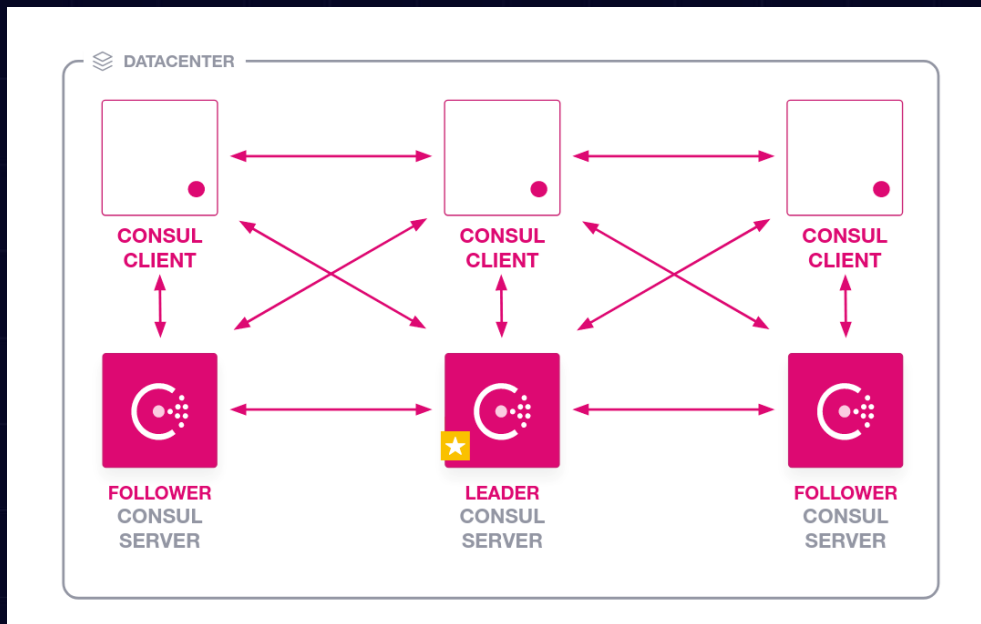 DATACENTER
CONSUL
CLIENT
CONSUL
CLIENT
CONSUL
CLIENT
FOLLOWER
CONSUL
SERVER
LEADER
CONSUL
SERVER
FOLLOWER
CONSUL
SERVER